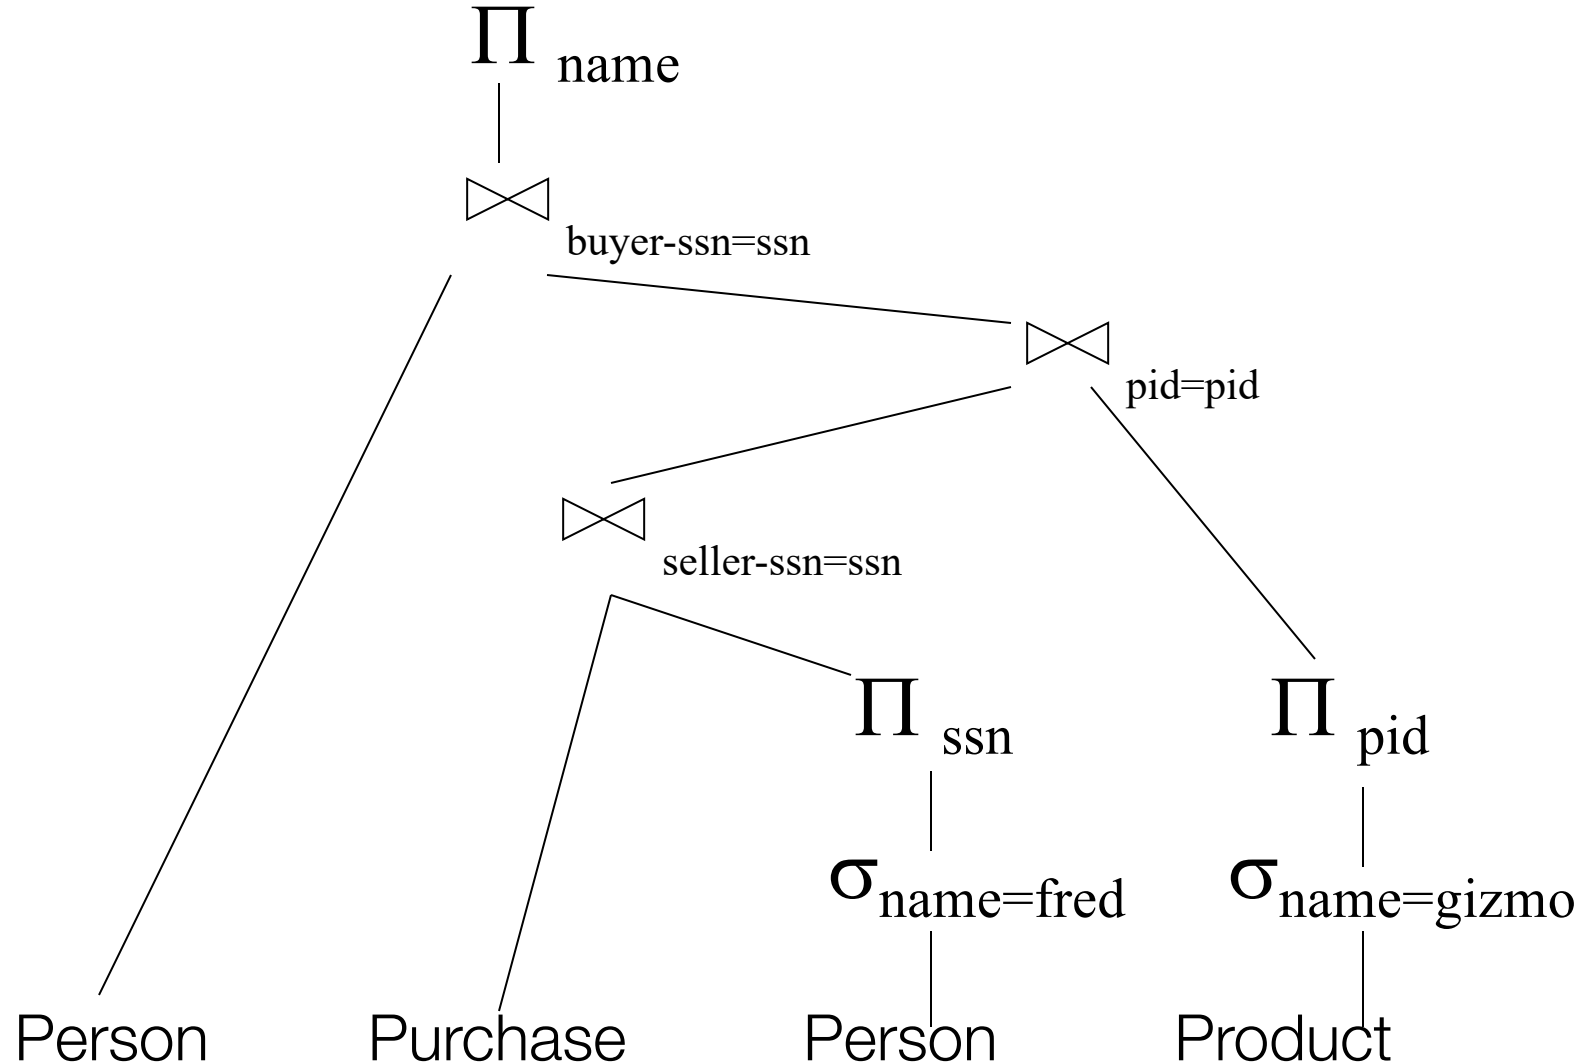 Π name
⋈ buyer-ssn=ssn
⋈ pid=pid
⋈ seller-ssn=ssn
Π ssn Π pid
σname=fred σname=gizmo
Person Purchase Person Product